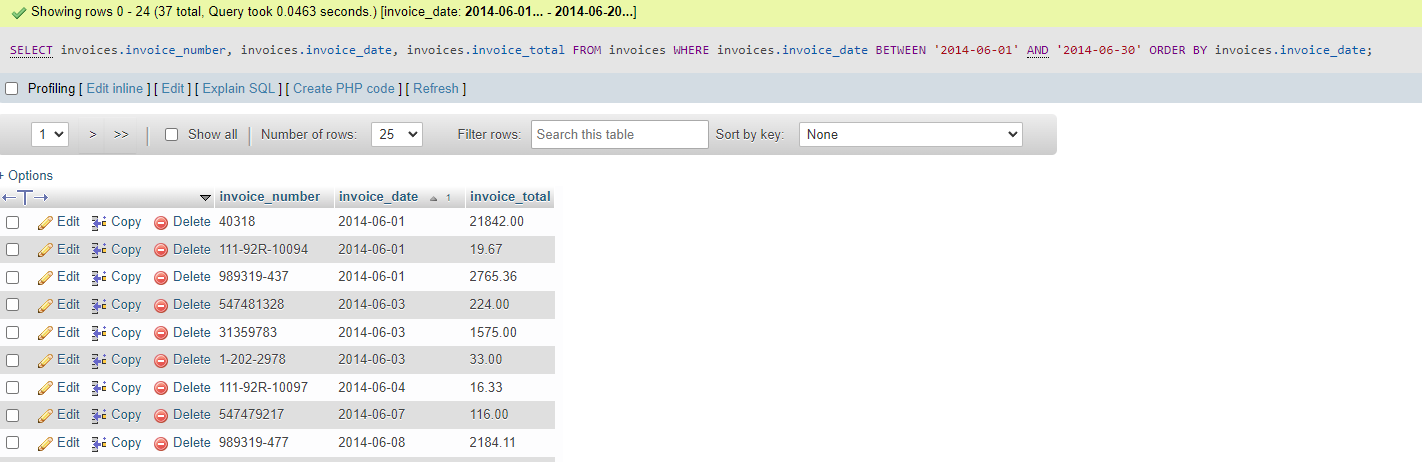 Showing rows 0 - 24 (37 total, Query took 0.0463 seconds.) [invoice_date: 2014-06-01... - 2014-06-20...]
SELECT invoices.invoice_number, invoices.invoice_date, invoices.invoice_total FROM invoices WHERE invoices.invoice_date BETWEEN '2014-06-01' AND '2014-06-30' ORDER BY invoices.invoice_date;
Profiling [ Edit inline ] [ Edit ] [ Explain SQL ] [ Create PHP code ] [ Refresh ]
1 > >> Show all Number of rows: 25 Filter rows: Search this table Sort by key: None
+ Options
←T→ invoice_number invoice_date 1 invoice_total
Edit Copy Delete 40318 2014-06-01 21842.00
Edit Copy Delete 111-92R-10094 2014-06-01 19.67
Edit Copy Delete 989319-437 2014-06-01 2765.36
Edit Copy Delete 547481328 2014-06-03 224.00
Edit Copy Delete 31359783 2014-06-03 1575.00
Edit Copy Delete 1-202-2978 2014-06-03 33.00
Edit Copy Delete 111-92R-10097 2014-06-04 16.33
Edit Copy Delete 547479217 2014-06-07 116.00
Edit Copy Delete 989319-477 2014-06-08 2184.11